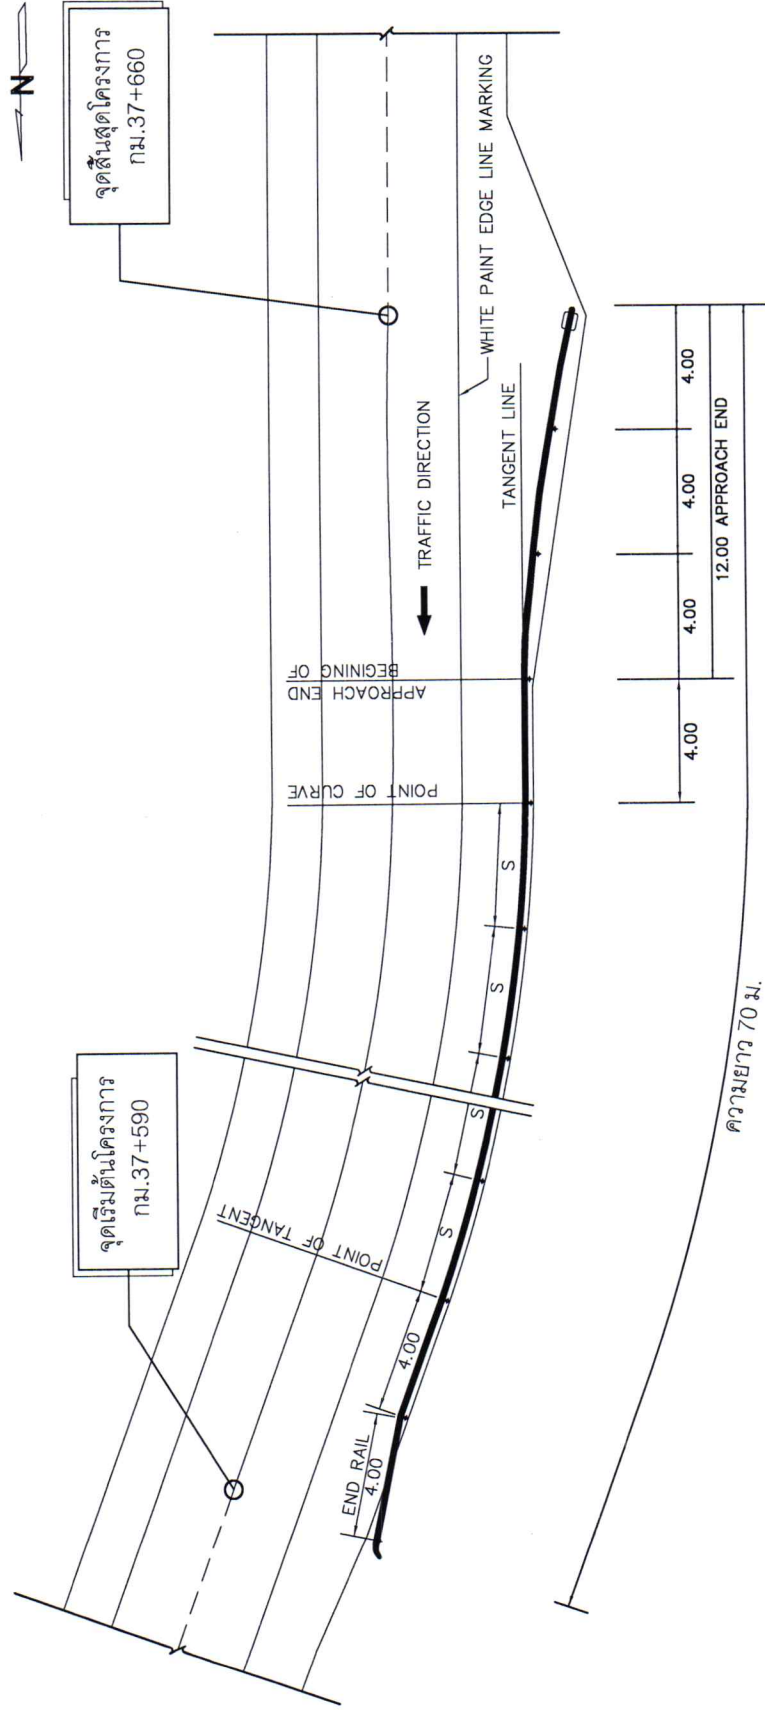 N
จุดสิ้นสุดโครงการ
กม.37+660
WHITE PAINT EDGE LINE MARKING
TRAFFIC DIRECTION
TANGENT LINE
BEGINING OF
APPROACH END
POINT OF CURVE
4.00
4.00
4.00
4.00
12.00 APPROACH END
S
S
S
S
จุดเริ่มต้นโครงการ
กม.37+590
POINT OF TANGENT
4.00
END RAIL
4.00
ความยาว 70 ม.